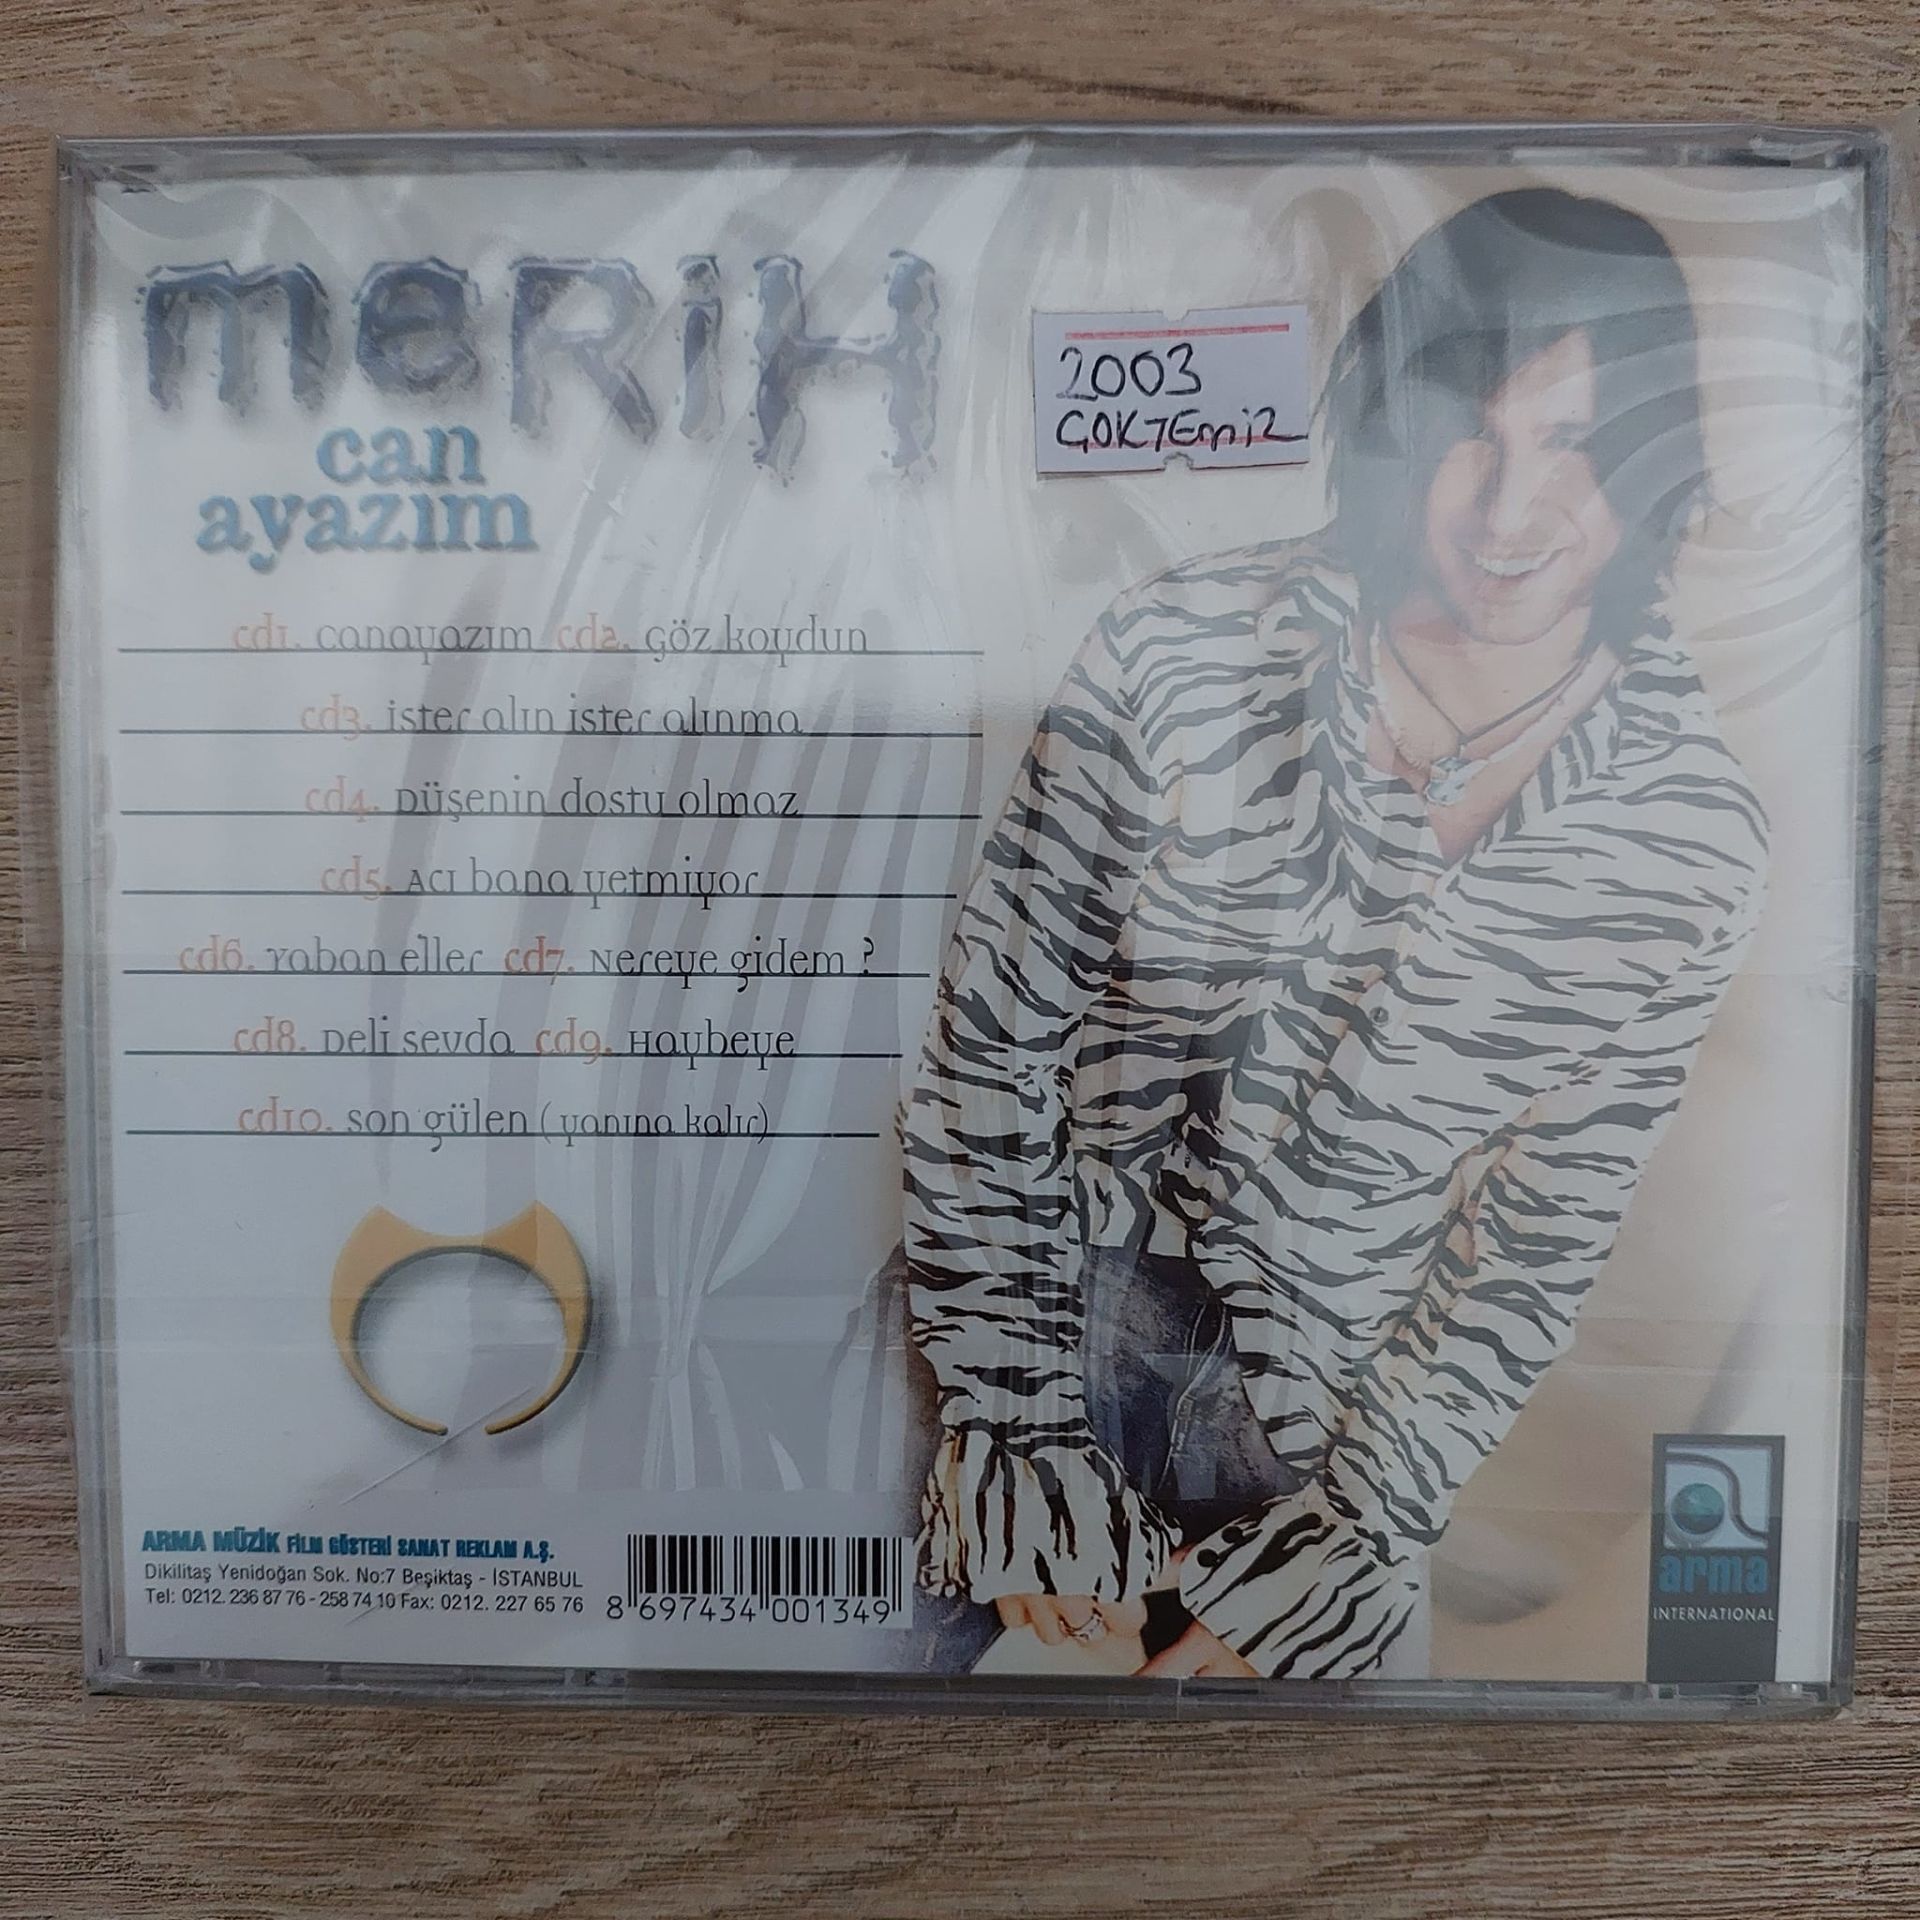 meRiH
can
ayazım
2003
GÖKTEmiR
cd1. Canayazım cd2. Göz koydun
cd3. ister alın ister alınma
cd4. Düşenin dostu olmaz
cd5. Acı bana yetmiyor
cd6. Yaban eller cd7. Nereye gidem ?
cd8. Deli sevda cd9. Haybeye
cd10. Son gülen ( yanına kalır)
ARMA MÜZİK FİLM GÖSTERİ SANAT REKLAM A.Ş.
Dikilitaş Yenidoğan Sok. No:7 Beşiktaş - İSTANBUL
Tel: 0212. 236 87 76 - 258 74 10 Fax: 0212. 227 65 76
8 697434 001349
arma
INTERNATIONAL